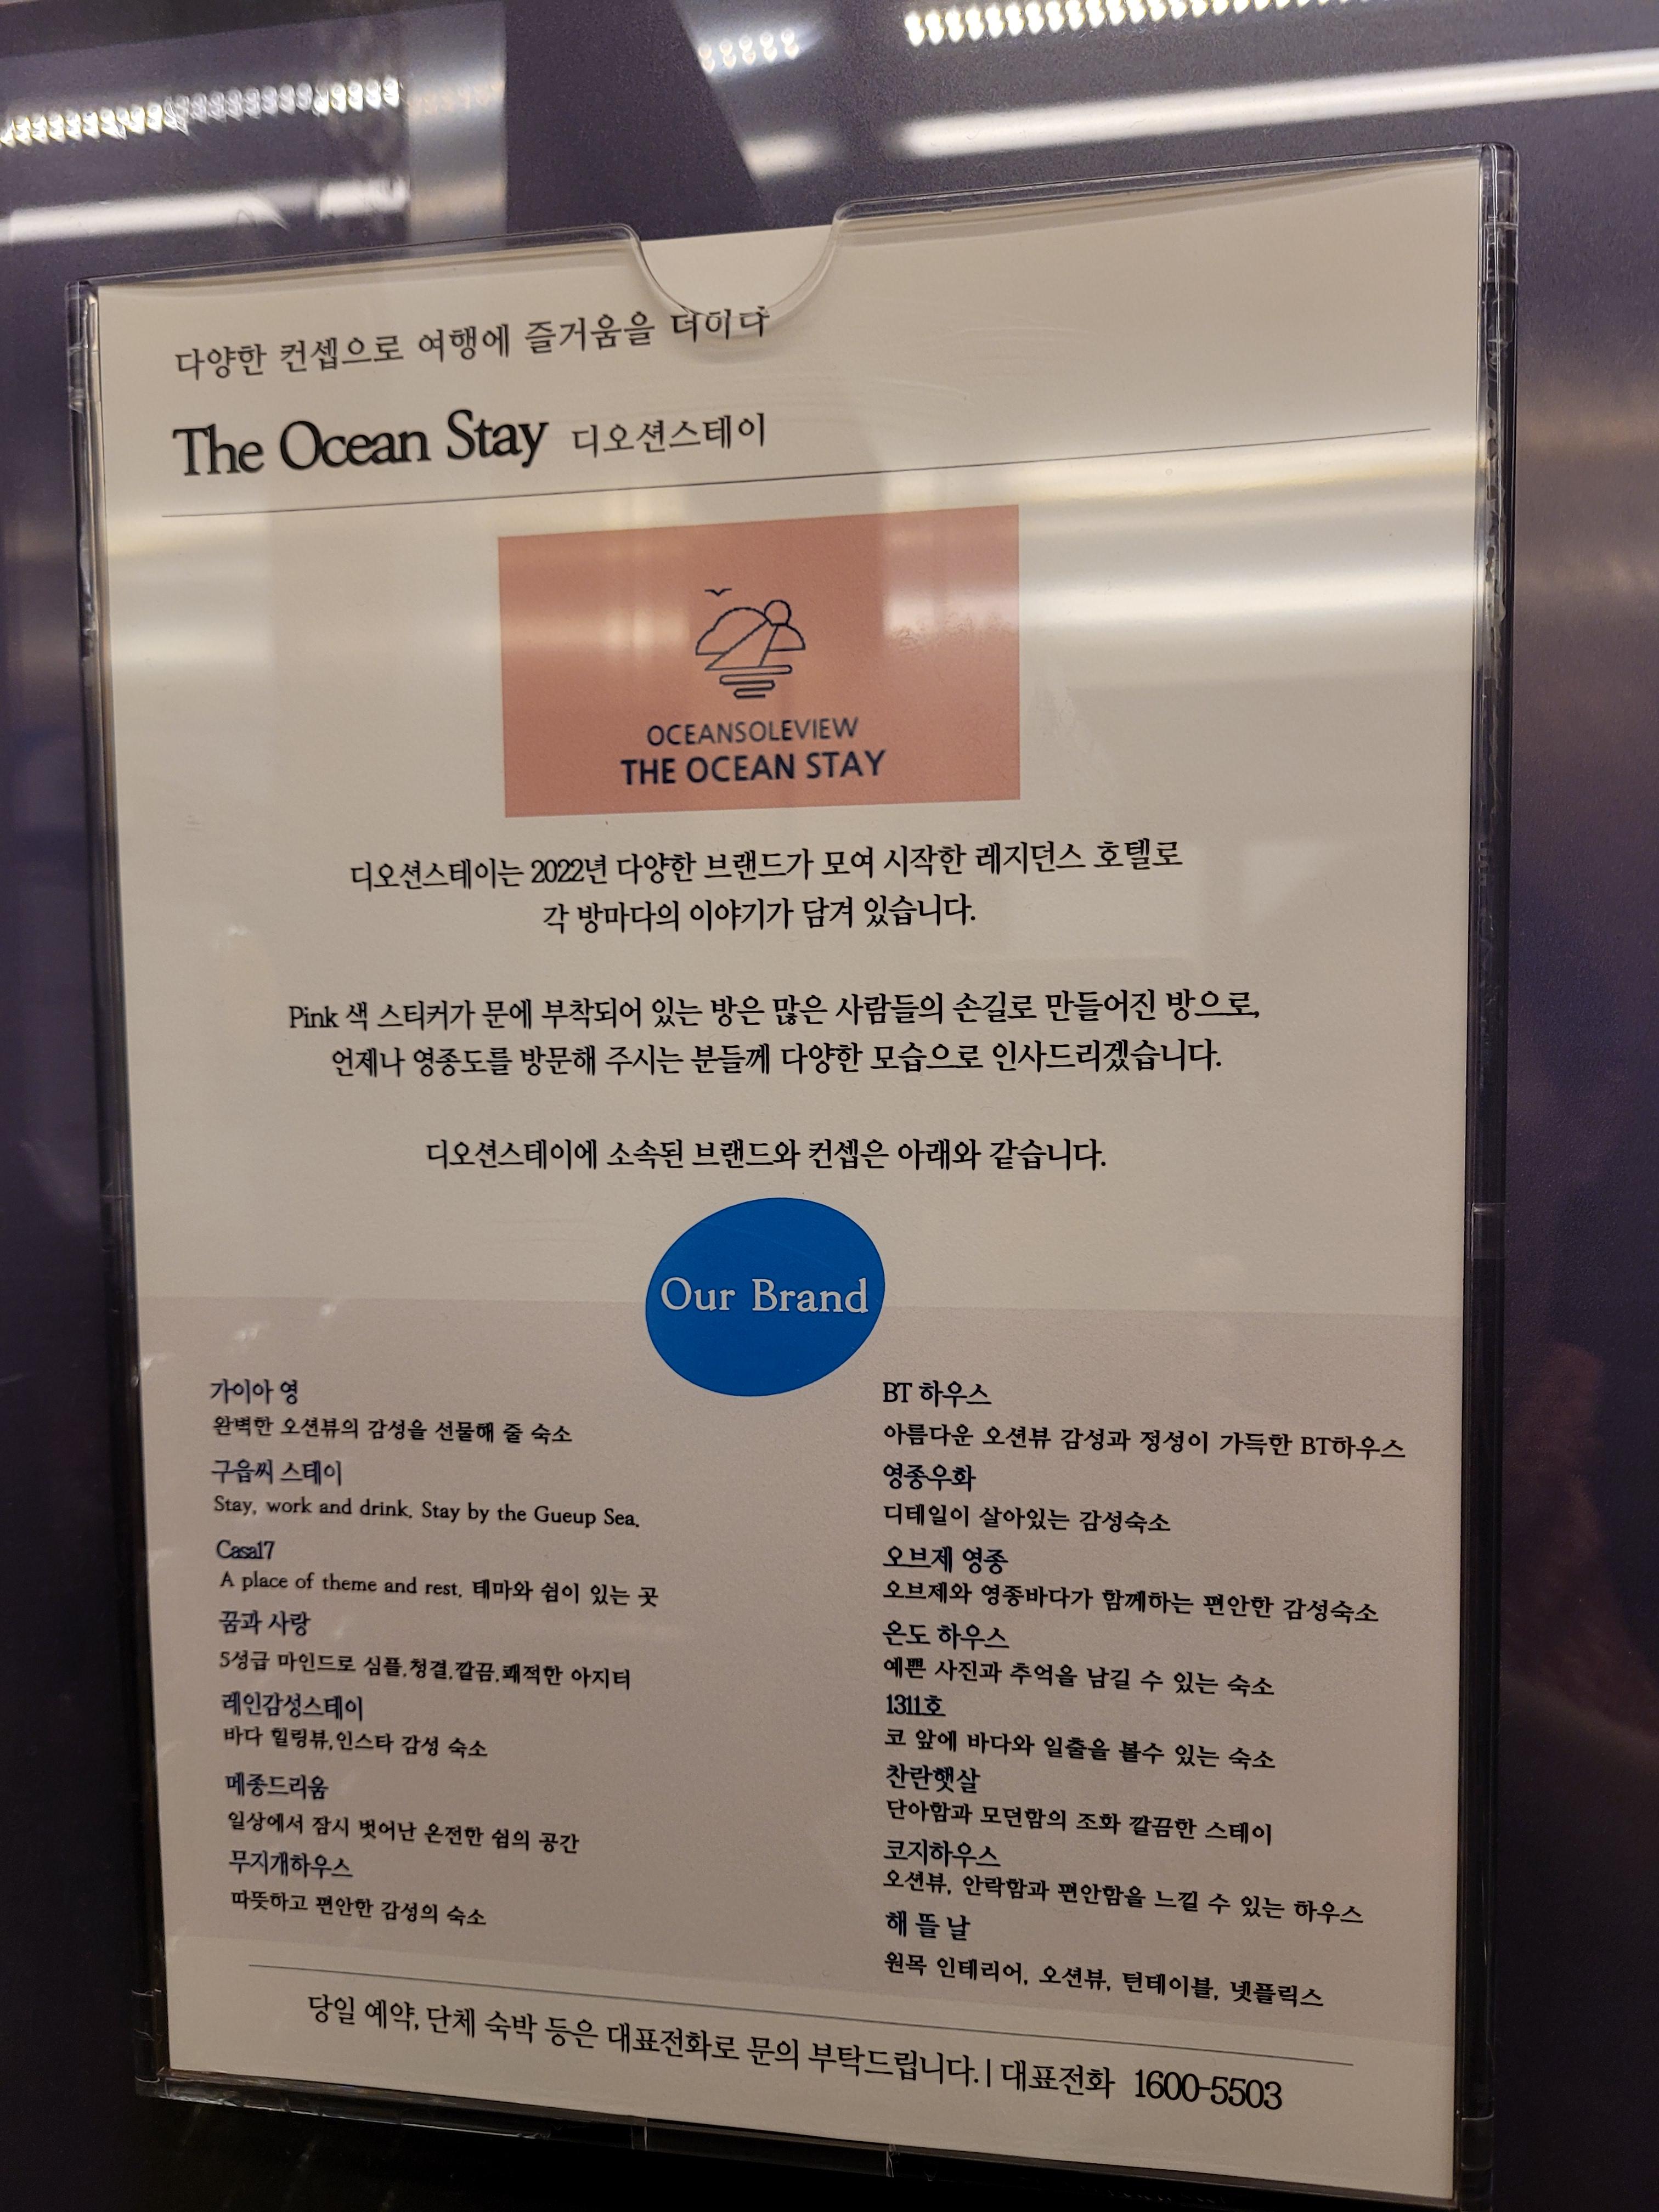 다양한 컨셉으로 여행에 즐거움을 더하다
The Ocean Stay 디오션스테이
OCEANSOLEVIEW
THE OCEAN STAY
디오션스테이는 2022년 다양한 브랜드가 모여 시작한 레지던스 호텔로
각 방마다의 이야기가 담겨 있습니다.
Pink 색 스티커가 문에 부착되어 있는 방은 많은 사람들의 손길로 만들어진 방으로,
언제나 영종도를 방문해 주시는 분들께 다양한 모습으로 인사드리겠습니다.
디오션스테이에 소속된 브랜드와 컨셉은 아래와 같습니다.
Our Brand
가이아 영
완벽한 오션뷰의 감성을 선물해 줄 숙소
구읍씨 스테이
Stay, work and drink. Stay by the Gueup Sea.
Casa17
A place of theme and rest. 테마와 쉼이 있는 곳
꿈과 사랑
5성급 마인드로 심플.청결.깔끔.쾌적한 아지터
레인감성스테이
바다 힐링뷰,인스타 감성 숙소
메종드리움
일상에서 잠시 벗어난 온전한 쉼의 공간
무지개하우스
따뜻하고 편안한 감성의 숙소
BT 하우스
아름다운 오션뷰 감성과 정성이 가득한 BT하우스
영종우화
디테일이 살아있는 감성숙소
오브제 영종
오브제와 영종바다가 함께하는 편안한 감성숙소
온도 하우스
예쁜 사진과 추억을 남길 수 있는 숙소
1311호
코 앞에 바다와 일출을 볼수 있는 숙소
찬란햇살
단아함과 모던함의 조화 깔끔한 스테이
코지하우스
오션뷰, 안락함과 편안함을 느낄 수 있는 하우스
해 뜰 날
원목 인테리어, 오션뷰, 턴테이블, 넷플릭스
당일 예약, 단체 숙박 등은 대표전화로 문의 부탁드립니다. | 대표전화 1600-5503